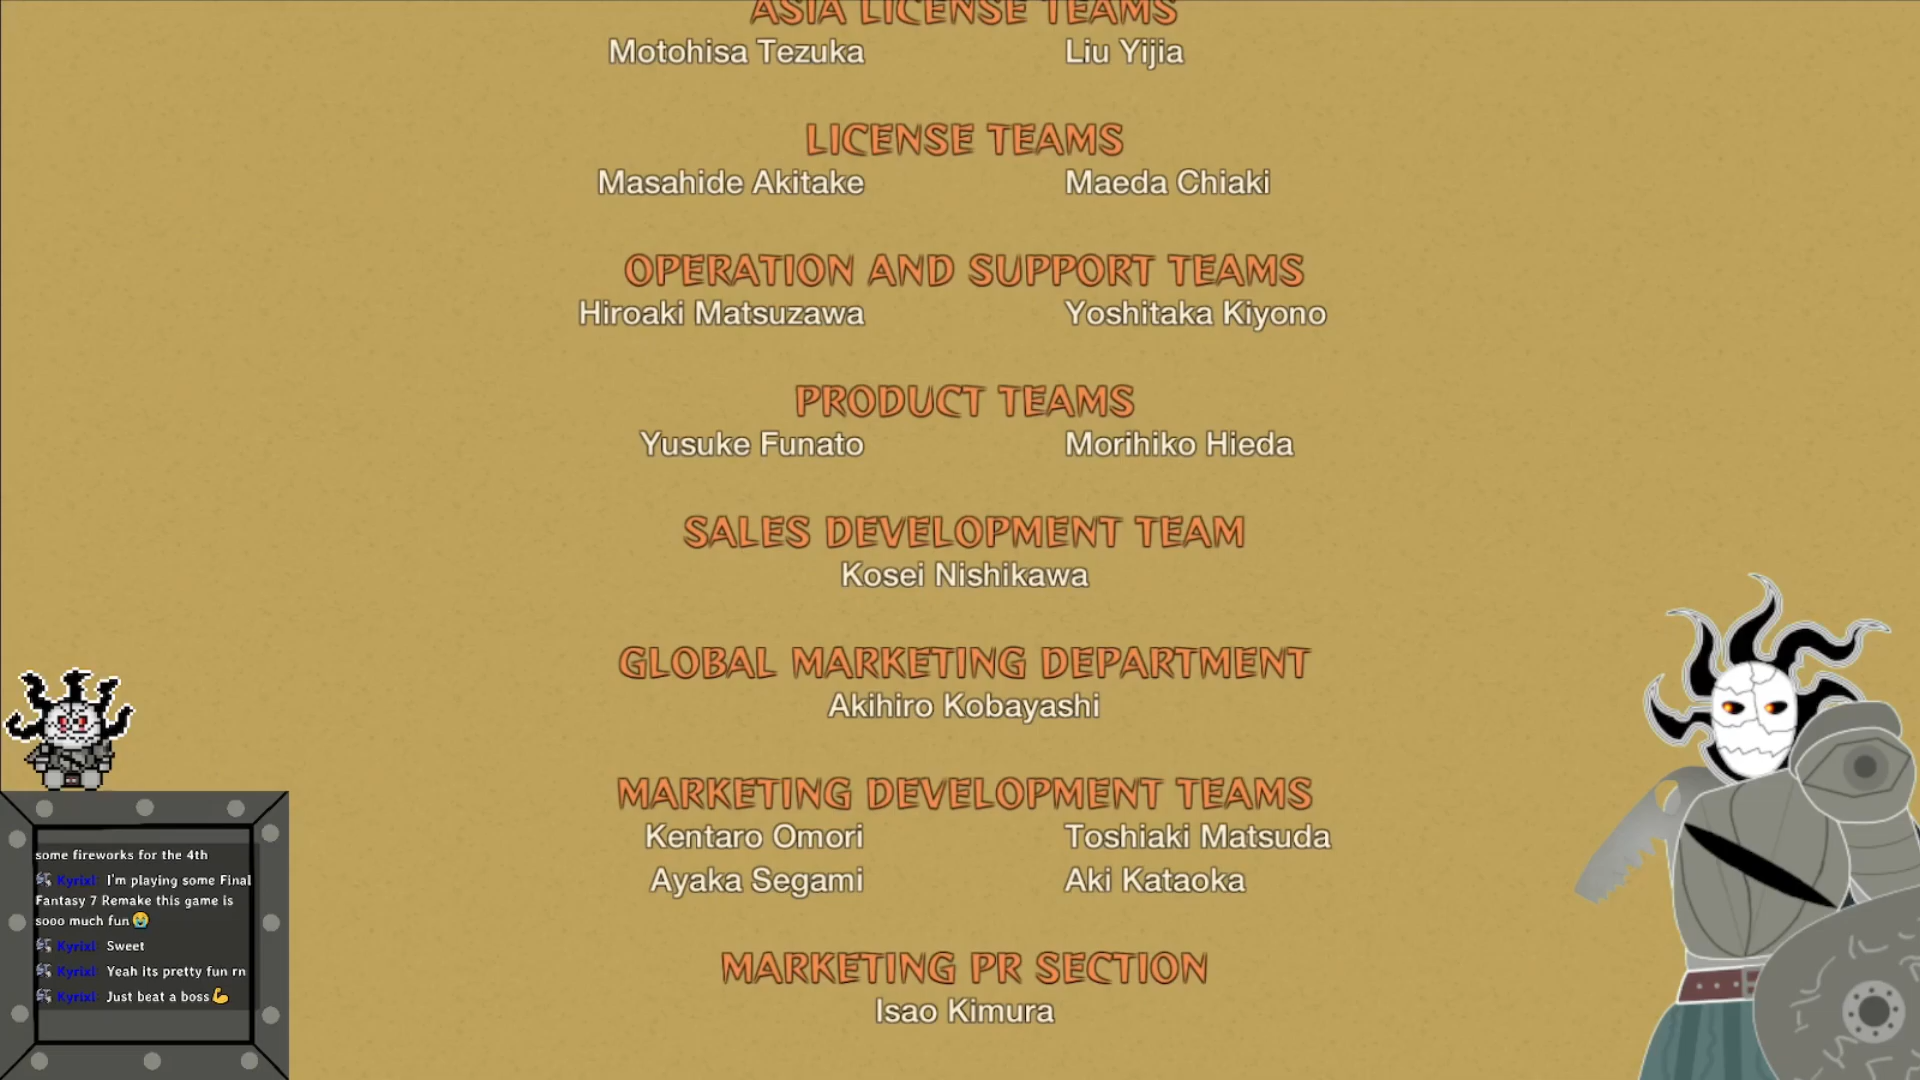 ASIA LICENSE TEAMS
Motohisa Tezuka Liu Yijia
LICENSE TEAMS
Masahide Akitake Maeda Chiaki
OPERATION AND SUPPORT TEAMS
Hiroaki Matsuzawa Yoshitaka Kiyono
PRODUCT TEAMS
Yusuke Funato Morihiko Hieda
SALES DEVELOPMENT TEAM
Kosei Nishikawa
GLOBAL MARKETING DEPARTMENT
Akihiro Kobayashi
MARKETING DEVELOPMENT TEAMS
Kentaro Omori Toshiaki Matsuda
Ayaka Segami Aki Kataoka
MARKETING PR SECTION
Isao Kimura
some fireworks for the 4th
Kyrixl: I'm playing some Final
Fantasy 7 Remake this game is
sooo much fun 😭
Kyrixl: Sweet
Kyrixl: Yeah its pretty fun rn
Kyrixl: Just beat a boss 💪